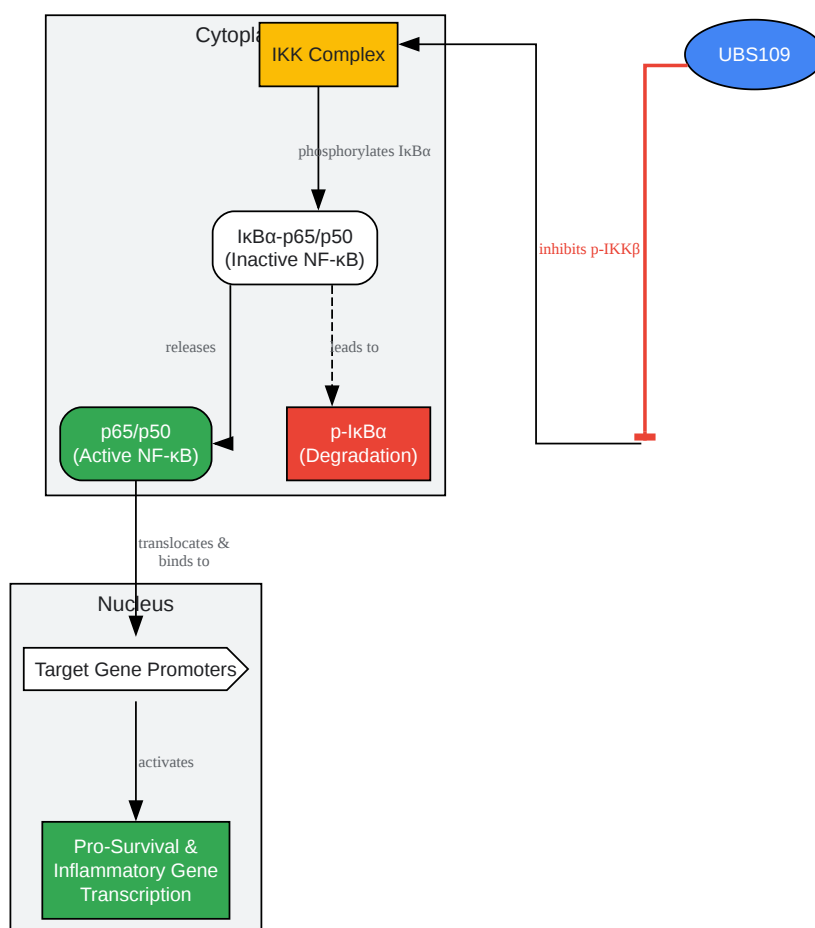 Cytopla
IKK Complex
UBS109
phosphorylates IκBα
IκBα-p65/p50
(Inactive NF-κB)
inhibits p-IKKβ
releases
leads to
p65/p50
(Active NF-κB)
p-IκBα
(Degradation)
translocates &
binds to
Nucleus
Target Gene Promoters
activates
Pro-Survival &
Inflammatory Gene
Transcription